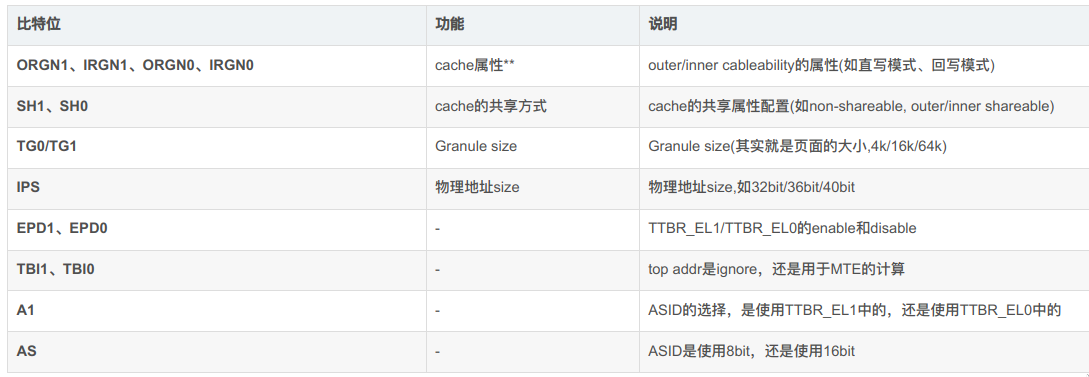 比特位 功能 说明
ORGN1、IRGN1、ORGN0、IRGN0 cache属性** outer/inner cableability的属性(如直写模式、回写模式)
SH1、SH0 cache的共享方式 cache的共享属性配置(如non-shareable, outer/inner shareable)
TG0/TG1 Granule size Granule size(其实就是页面的大小,4k/16k/64k)
IPS 物理地址size 物理地址size,如32bit/36bit/40bit
EPD1、EPD0 - TTBR_EL1/TTBR_EL0的enable和disable
TBI1、TBI0 - top addr是ignore，还是用于MTE的计算
A1 - ASID的选择，是使用TTBR_EL1中的，还是使用TTBR_EL0中的
AS - ASID是使用8bit，还是使用16bit